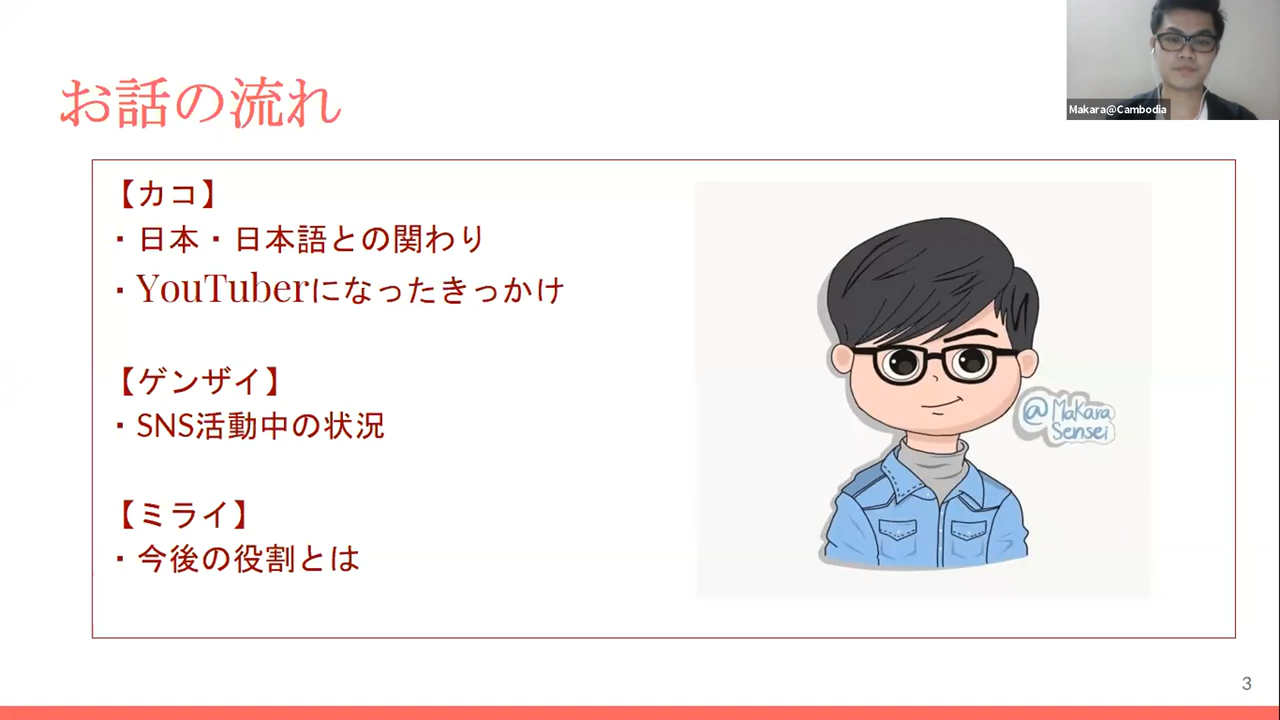 お話の流れ
Makara@Cambodia
【カコ】
・日本・日本語との関わり
・YouTuberになったきっかけ
【ゲンザイ】
・SNS活動中の状況
【ミライ】
・今後の役割とは
@Makara
Sensei
3